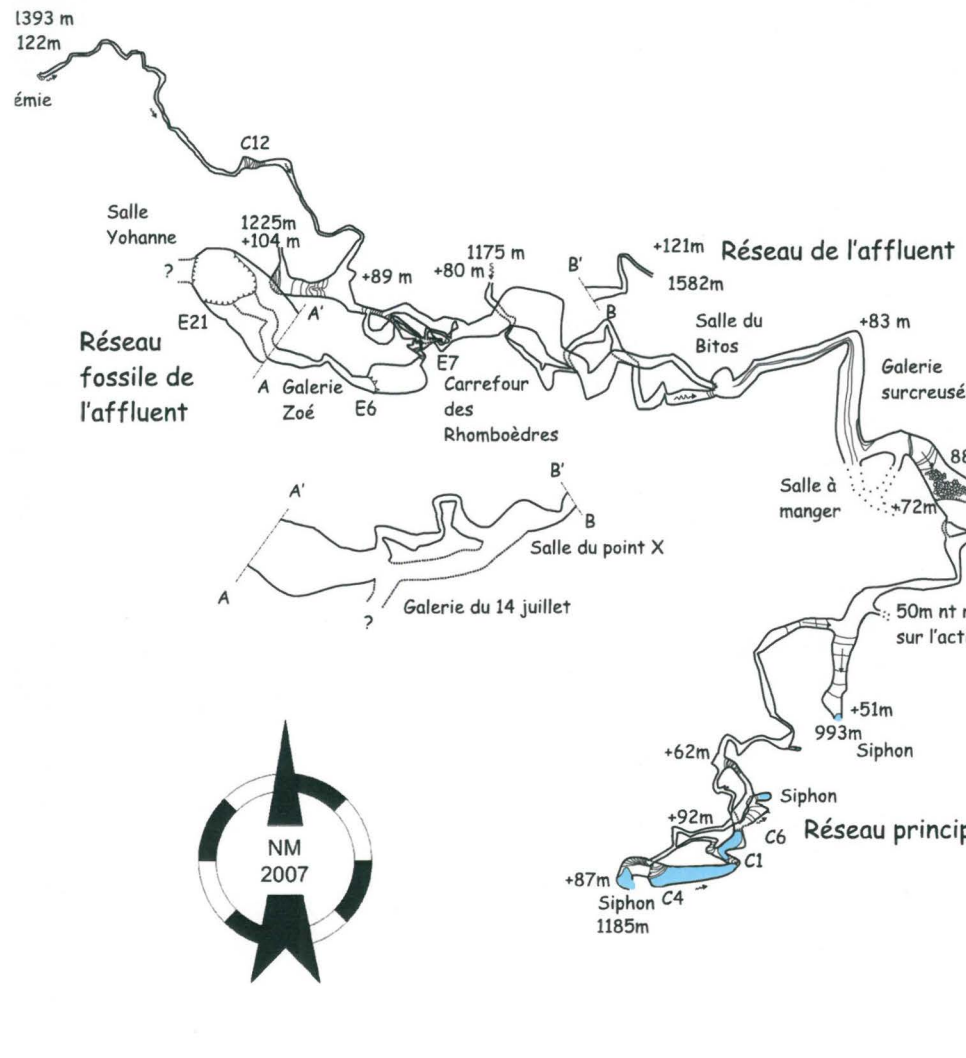 1393 m
122m
émie
C12
Salle
Yohanne
1225m
+104 m
?
+89 m
1175 m
+80 m
B'
+121m
Réseau de l'affluent
1582m
E21
A'
B
Salle du
Bitos
+83 m
Réseau
fossile de
l'affluent
A
Galerie
Zoé
E6
E7
Carrefour
des
Rhomboèdres
Galerie
surcreusé
88
Salle à
manger
+72m
A'
B'
B
Salle du point X
A
?
Galerie du 14 juillet
50m nt r
sur l'act
+51m
993m
Siphon
+62m
Siphon
+92m
C6
Réseau princip
C1
+87m
Siphon
C4
1185m
NM
2007